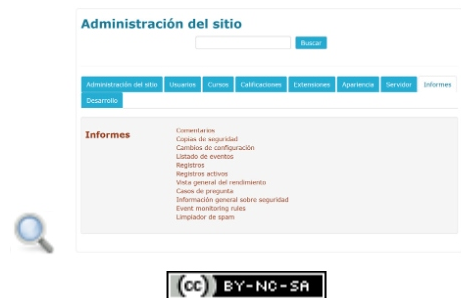 Administración del sitio
Buscar
Administración del sitio Usuarios Cursos Calificaciones Extensiones Apariencia Servidor Informes
Desarrollo
Informes
Comentarios
Copias de seguridad
Cambios de configuración
Listado de eventos
Registros
Registros activos
Vista general del rendimiento
Casos de pregunta
Información general sobre seguridad
Event monitoring rules
Limpiador de spam
(cc) BY-NC-SA